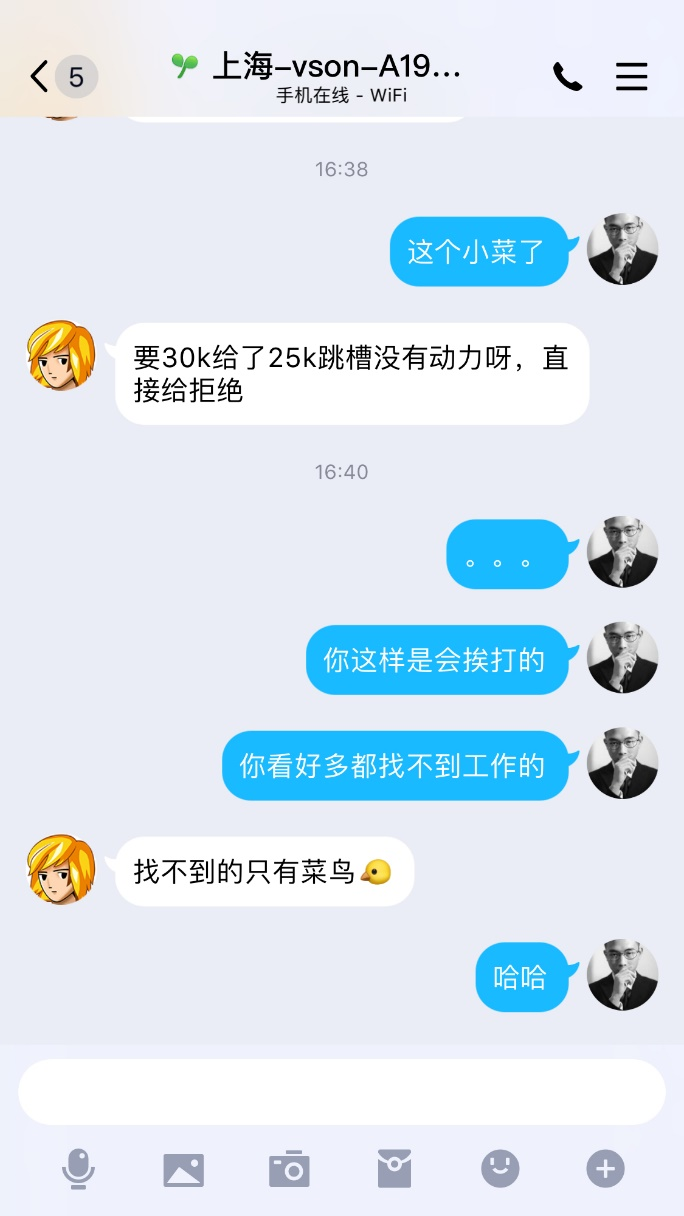 5
上海-vson-A19...
手机在线 - WiFi
16:38
这个小菜了
要30k给了25k跳槽没有动力呀，直
接给拒绝
16:40
。。。
你这样是会挨打的
你看好多都找不到工作的
找不到的只有菜鸟
哈哈